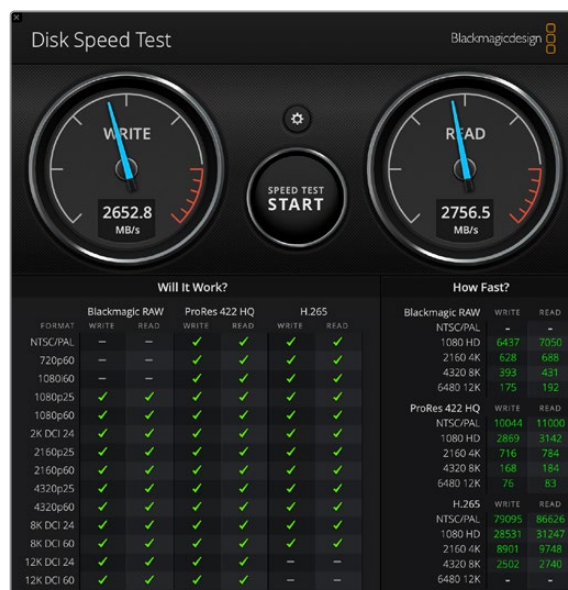 Disk Speed Test
Blackmagicdesign
WRITE
2652.8
MB/s
SPEED TEST
START
READ
2756.5
MB/s
Will It Work?
Blackmagic RAW ProRes 422 HQ H.265
FORMAT WRITE READ WRITE READ WRITE READ
NTSC/PAL – – ✓ ✓ ✓ ✓
720p60 – – ✓ ✓ ✓ ✓
1080i60 – – ✓ ✓ ✓ ✓
1080p25 ✓ ✓ ✓ ✓ ✓ ✓
1080p60 ✓ ✓ ✓ ✓ ✓ ✓
2K DCI 24 ✓ ✓ ✓ ✓ ✓ ✓
2160p25 ✓ ✓ ✓ ✓ ✓ ✓
2160p60 ✓ ✓ ✓ ✓ ✓ ✓
4320p25 ✓ ✓ ✓ ✓ ✓ ✓
4320p60 ✓ ✓ ✓ ✓ ✓ ✓
8K DCI 24 ✓ ✓ ✓ ✓ ✓ ✓
8K DCI 60 ✓ ✓ ✓ ✓ ✓ ✓
12K DCI 24 ✓ ✓ ✓ ✓ – –
12K DCI 60 ✓ ✓ ✓ ✓ – –
How Fast?
Blackmagic RAW WRITE READ
NTSC/PAL - -
1080 HD 6437 7050
2160 4K 628 688
4320 8K 393 431
6480 12K 175 192
ProRes 422 HQ WRITE READ
NTSC/PAL 10044 11000
1080 HD 2869 3142
2160 4K 716 784
4320 8K 168 184
6480 12K 76 83
H.265 WRITE READ
NTSC/PAL 79095 86626
1080 HD 28531 31247
2160 4K 8901 9748
4320 8K 2502 2740
6480 12K - -